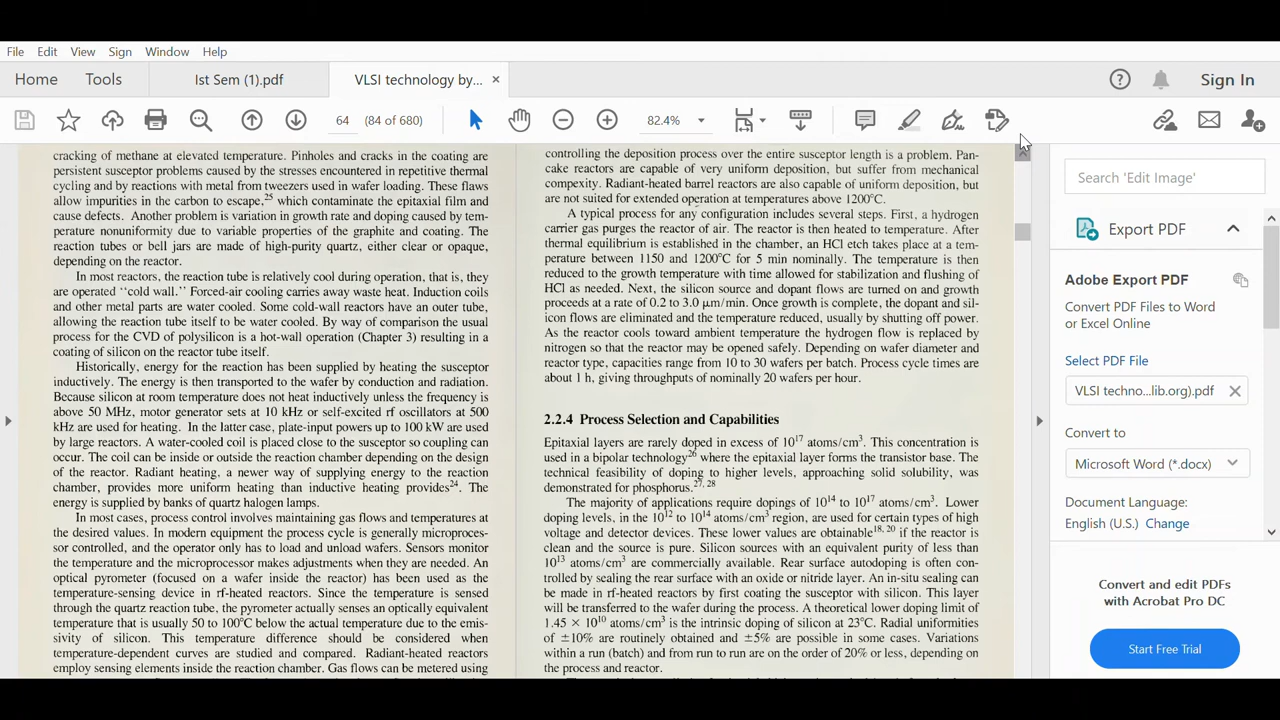 File Edit View Sign Window Help
Home Tools Ist Sem (1).pdf VLSI technology by... × Sign In
64 (84 of 680) 82.4%
cracking of methane at elevated temperature. Pinholes and cracks in the coating are
persistent susceptor problems caused by the stresses encountered in repetitive thermal
cycling and by reactions with metal from tweezers used in wafer loading. These flaws
allow impurities in the carbon to escape,25 which contaminate the epitaxial film and
cause defects. Another problem is variation in growth rate and doping caused by tem-
perature nonuniformity due to variable properties of the graphite and coating. The
reaction tubes or bell jars are made of high-purity quartz, either clear or opaque,
depending on the reactor.
In most reactors, the reaction tube is relatively cool during operation, that is, they
are operated "cold wall." Forced-air cooling carries away waste heat. Induction coils
and other metal parts are water cooled. Some cold-wall reactors have an outer tube,
allowing the reaction tube itself to be water cooled. By way of comparison the usual
process for the CVD of polysilicon is a hot-wall operation (Chapter 3) resulting in a
coating of silicon on the reactor tube itself.
Historically, energy for the reaction has been supplied by heating the susceptor
inductively. The energy is then transported to the wafer by conduction and radiation.
Because silicon at room temperature does not heat inductively unless the frequency is
above 50 MHz, motor generator sets at 10 kHz or self-excited rf oscillators at 500
kHz are used for heating. In the latter case, plate-input powers up to 100 kW are used
by large reactors. A water-cooled coil is placed close to the susceptor so coupling can
occur. The coil can be inside or outside the reaction chamber depending on the design
of the reactor. Radiant heating, a newer way of supplying energy to the reaction
chamber, provides more uniform heating than inductive heating provides24. The
energy is supplied by banks of quartz halogen lamps.
In most cases, process control involves maintaining gas flows and temperatures at
the desired values. In modern equipment the process cycle is generally microproces-
sor controlled, and the operator only has to load and unload wafers. Sensors monitor
the temperature and the microprocessor makes adjustments when they are needed. An
optical pyrometer (focused on a wafer inside the reactor) has been used as the
temperature-sensing device in rf-heated reactors. Since the temperature is sensed
through the quartz reaction tube, the pyrometer actually senses an optically equivalent
temperature that is usually 50 to 100°C below the actual temperature due to the emis-
sivity of silicon. This temperature difference should be considered when
temperature-dependent curves are studied and compared. Radiant-heated reactors
employ sensing elements inside the reaction chamber. Gas flows can be metered using
controlling the deposition process over the entire susceptor length is a problem. Pan-
cake reactors are capable of very uniform deposition, but suffer from mechanical
compexity. Radiant-heated barrel reactors are also capable of uniform deposition, but
are not suited for extended operation at temperatures above 1200°C.
A typical process for any configuration includes several steps. First, a hydrogen
carrier gas purges the reactor of air. The reactor is then heated to temperature. After
thermal equilibrium is established in the chamber, an HCl etch takes place at a tem-
perature between 1150 and 1200°C for 5 min nominally. The temperature is then
reduced to the growth temperature with time allowed for stabilization and flushing of
HCl as needed. Next, the silicon source and dopant flows are turned on and growth
proceeds at a rate of 0.2 to 3.0 μm/min. Once growth is complete, the dopant and sil-
icon flows are eliminated and the temperature reduced, usually by shutting off power.
As the reactor cools toward ambient temperature the hydrogen flow is replaced by
nitrogen so that the reactor may be opened safely. Depending on wafer diameter and
reactor type, capacities range from 10 to 30 wafers per batch. Process cycle times are
about 1 h, giving throughputs of nominally 20 wafers per hour.
2.2.4 Process Selection and Capabilities
Epitaxial layers are rarely doped in excess of 10^17 atoms/cm^3. This concentration is
used in a bipolar technology26 where the epitaxial layer forms the transistor base. The
technical feasibility of doping to higher levels, approaching solid solubility, was
demonstrated for phosphorus.27, 28
The majority of applications require dopings of 10^14 to 10^17 atoms/cm^3. Lower
doping levels, in the 10^12 to 10^14 atoms/cm^3 region, are used for certain types of high
voltage and detector devices. These lower values are obtainable18, 20 if the reactor is
clean and the source is pure. Silicon sources with an equivalent purity of less than
10^13 atoms/cm^3 are commercially available. Rear surface autodoping is often con-
trolled by sealing the rear surface with an oxide or nitride layer. An in-situ sealing can
be made in rf-heated reactors by first coating the susceptor with silicon. This layer
will be transferred to the wafer during the process. A theoretical lower doping limit of
1.45 × 10^10 atoms/cm^3 is the intrinsic doping of silicon at 23°C. Radial uniformities
of ±10% are routinely obtained and ±5% are possible in some cases. Variations
within a run (batch) and from run to run are on the order of 20% or less, depending on
the process and reactor.
Search 'Edit Image'
Export PDF
Adobe Export PDF
Convert PDF Files to Word
or Excel Online
Select PDF File
VLSI techno...lib.org).pdf
Convert to
Microsoft Word (*.docx)
Document Language:
English (U.S.) Change
Convert and edit PDFs
with Acrobat Pro DC
Start Free Trial